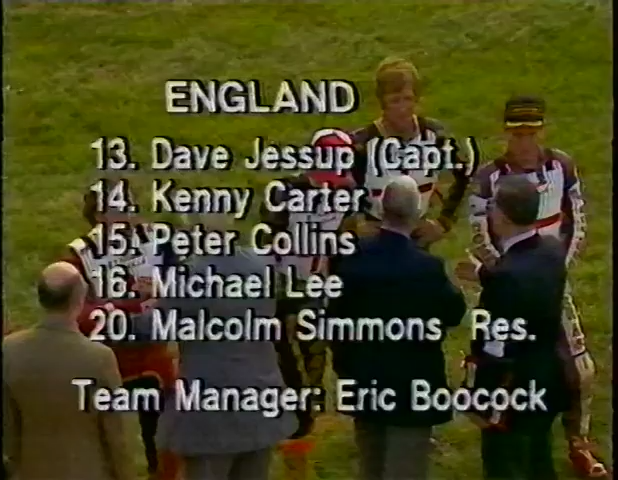 ENGLAND
13. Dave Jessup (Capt.)
14. Kenny Carter
15. Peter Collins
16. Michael Lee
20. Malcolm Simmons Res.
Team Manager: Eric Boocock